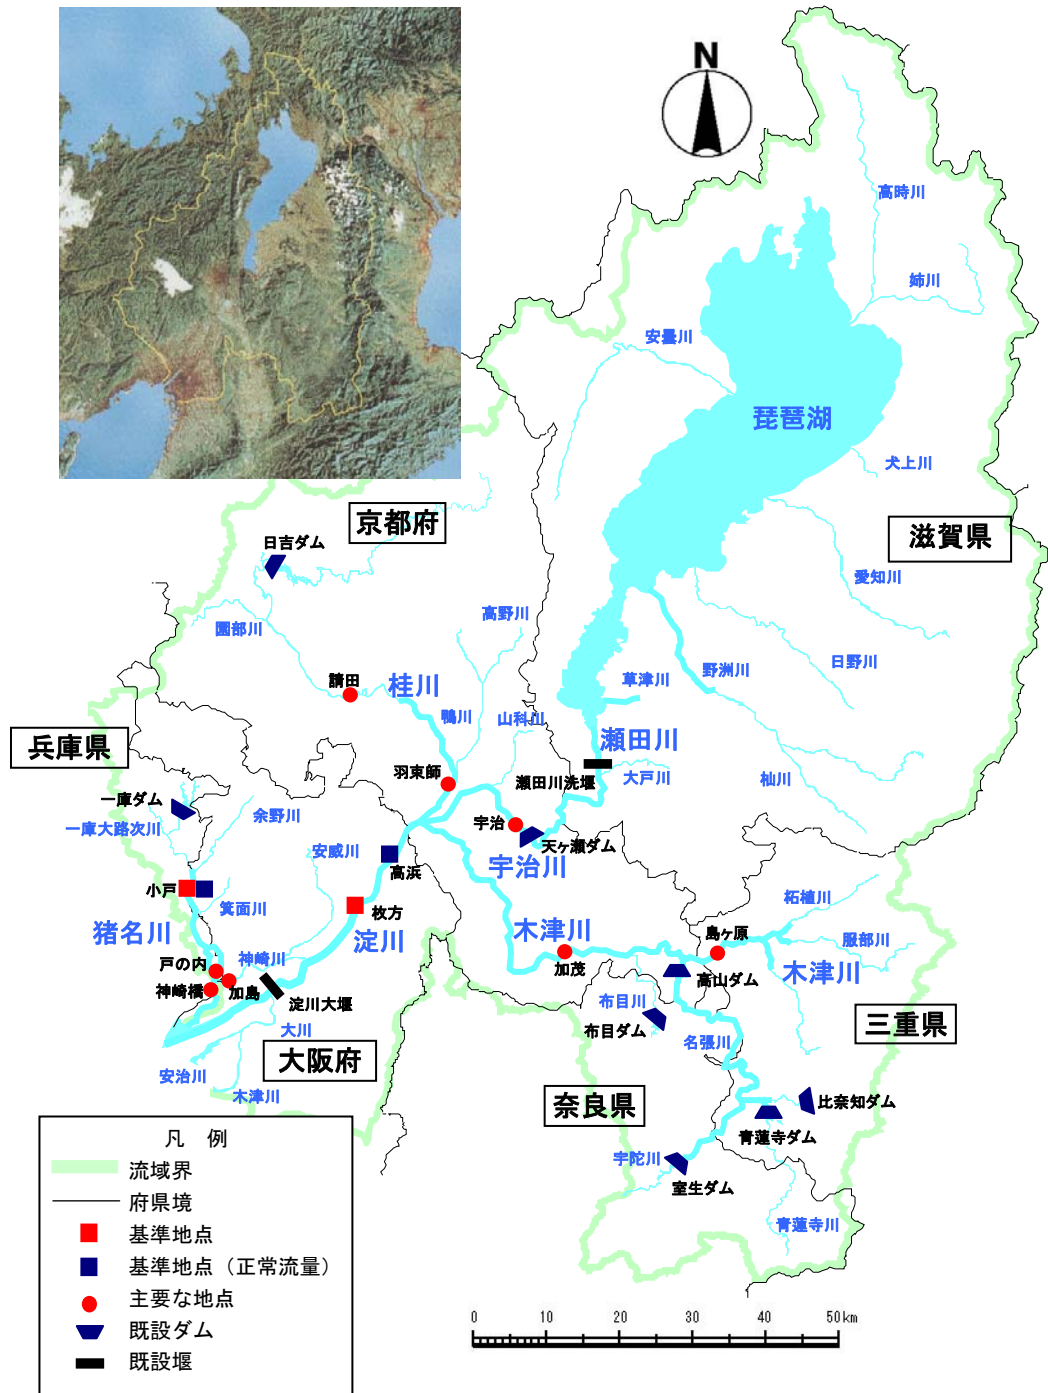 N
高時川
姉川
安曇川
琵琶湖
犬上川
京都府
滋賀県
日吉ダム
愛知川
園部川
高野川
日野川
野洲川
草津川
請田
桂川
鴨川
山科川
瀬田川
兵庫県
羽束師
瀬田川洗堰
大戸川
杣川
一庫ダム
一庫大路次川
余野川
宇治
天ヶ瀬ダム
安威川
高浜
宇治川
小戸
箕面川
枚方
拓植川
猪名川
淀川
木津川
島ヶ原
服部川
戸の内
神崎川
加茂
木津川
神崎橋
加島
淀川大堰
高山ダム
布目川
布目ダム
大川
名張川
三重県
大阪府
安治川
木津川
奈良県
比奈知ダム
青蓮寺ダム
宇陀川
室生ダム
青蓮寺川
凡 例
流域界
府県境
基準地点
基準地点（正常流量）
主要な地点
既設ダム
既設堰
0 10 20 30 40 50km